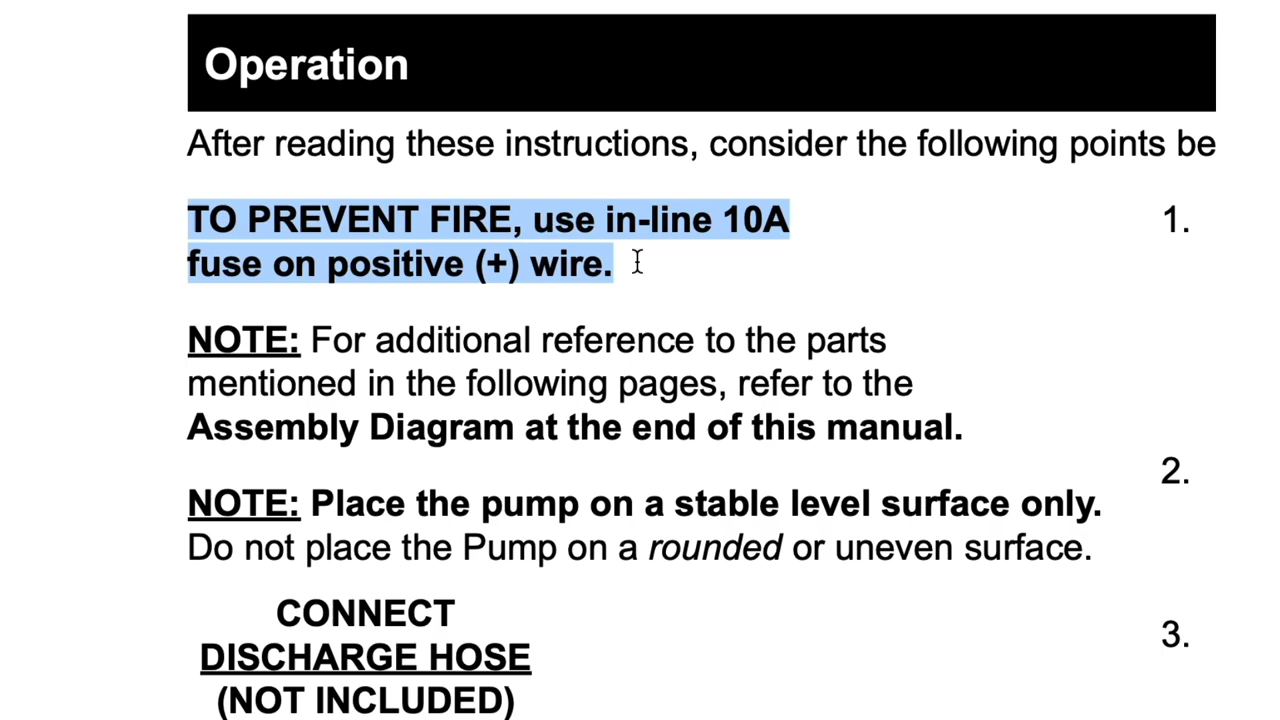 Operation
After reading these instructions, consider the following points be
TO PREVENT FIRE, use in-line 10A
fuse on positive (+) wire.
NOTE: For additional reference to the parts
mentioned in the following pages, refer to the
Assembly Diagram at the end of this manual.
NOTE: Place the pump on a stable level surface only.
Do not place the Pump on a rounded or uneven surface.
CONNECT
DISCHARGE HOSE
(NOT INCLUDED)
1.
2.
3.